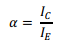 α = I_C / I_E